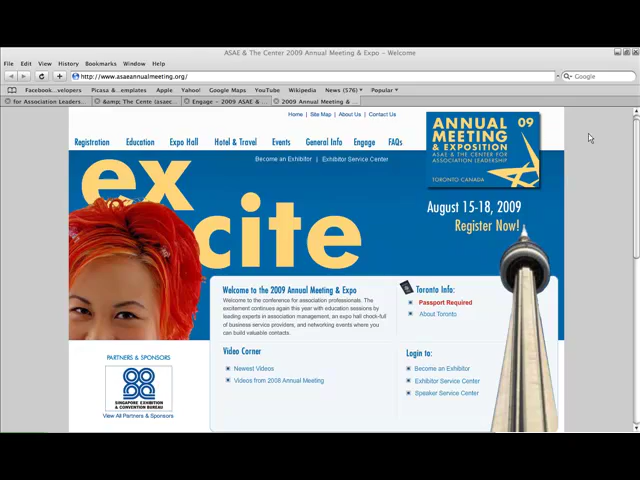 ASAE & The Center 2009 Annual Meeting & Expo – Welcome
File Edit View History Bookmarks Window Help
http://www.asaeannualmeeting.org/
Google
Facebook...velopers Picasa &...emplates Apple Yahoo! Google Maps YouTube Wikipedia News (576) Popular
for Association Leaders... &amp; The Cente (asaec... Engage – 2009 ASAE & ... 2009 Annual Meeting & ...
Home | Site Map | About Us | Contact Us
Registration Education Expo Hall Hotel & Travel Events General Info Engage FAQs
Become an Exhibitor | Exhibitor Service Center
ANNUAL 09
MEETING
& EXPOSITION
ASAE & THE CENTER FOR
ASSOCIATION LEADERSHIP
TORONTO CANADA
ex
cite
August 15-18, 2009
Register Now!
Welcome to the 2009 Annual Meeting & Expo
Welcome to the conference for association professionals. The
excitement continues again this year with education sessions by
leading experts in association management, an expo hall chock-full
of business service providers, and networking events where you
can build valuable contacts.
Toronto Info:
Passport Required
About Toronto
Video Corner
Newest Videos
Videos from 2008 Annual Meeting
Login to:
Become an Exhibitor
Exhibitor Service Center
Speaker Service Center
PARTNERS & SPONSORS
SINGAPORE EXHIBITION
& CONVENTION BUREAU
View All Partners & Sponsors